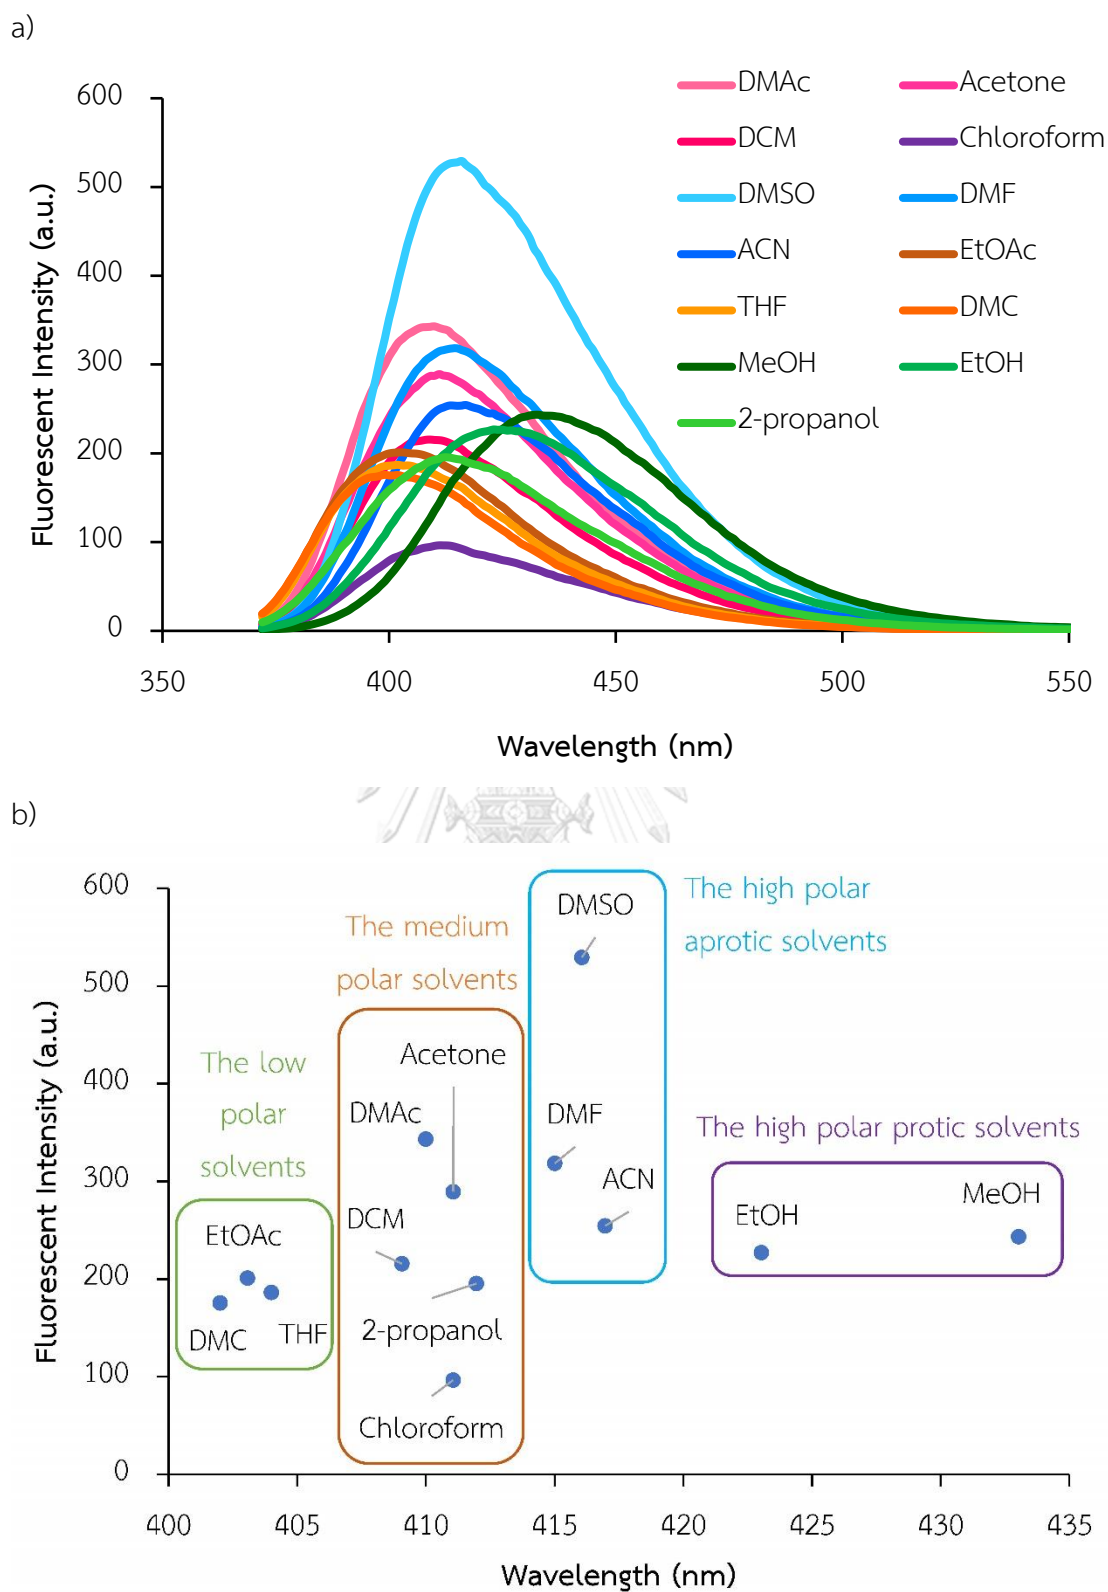 a)
600
500
400
300
200
100
0
350 400 450 500 550
Fluorescent Intensity (a.u.)
Wavelength (nm)
DMAc Acetone
DCM Chloroform
DMSO DMF
ACN EtOAc
THF DMC
MeOH EtOH
2-propanol
b)
600
500
400
300
200
100
0
400 405 410 415 420 425 430 435
Fluorescent Intensity (a.u.)
Wavelength (nm)
The low
polar
solvents
EtOAc
DMC
THF
The medium
polar solvents
Acetone
DMAc
DCM
2-propanol
Chloroform
The high polar
aprotic solvents
DMSO
DMF
ACN
The high polar protic solvents
EtOH
MeOH